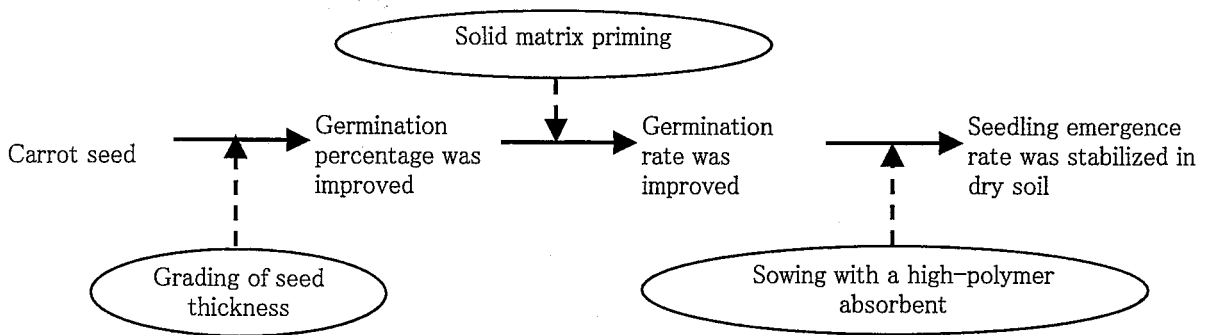 Solid matrix priming
Carrot seed
Germination
percentage was
improved
Germination
rate was
improved
Seedling emergence
rate was stabilized in
dry soil
Grading of seed
thickness
Sowing with a high-polymer
absorbent